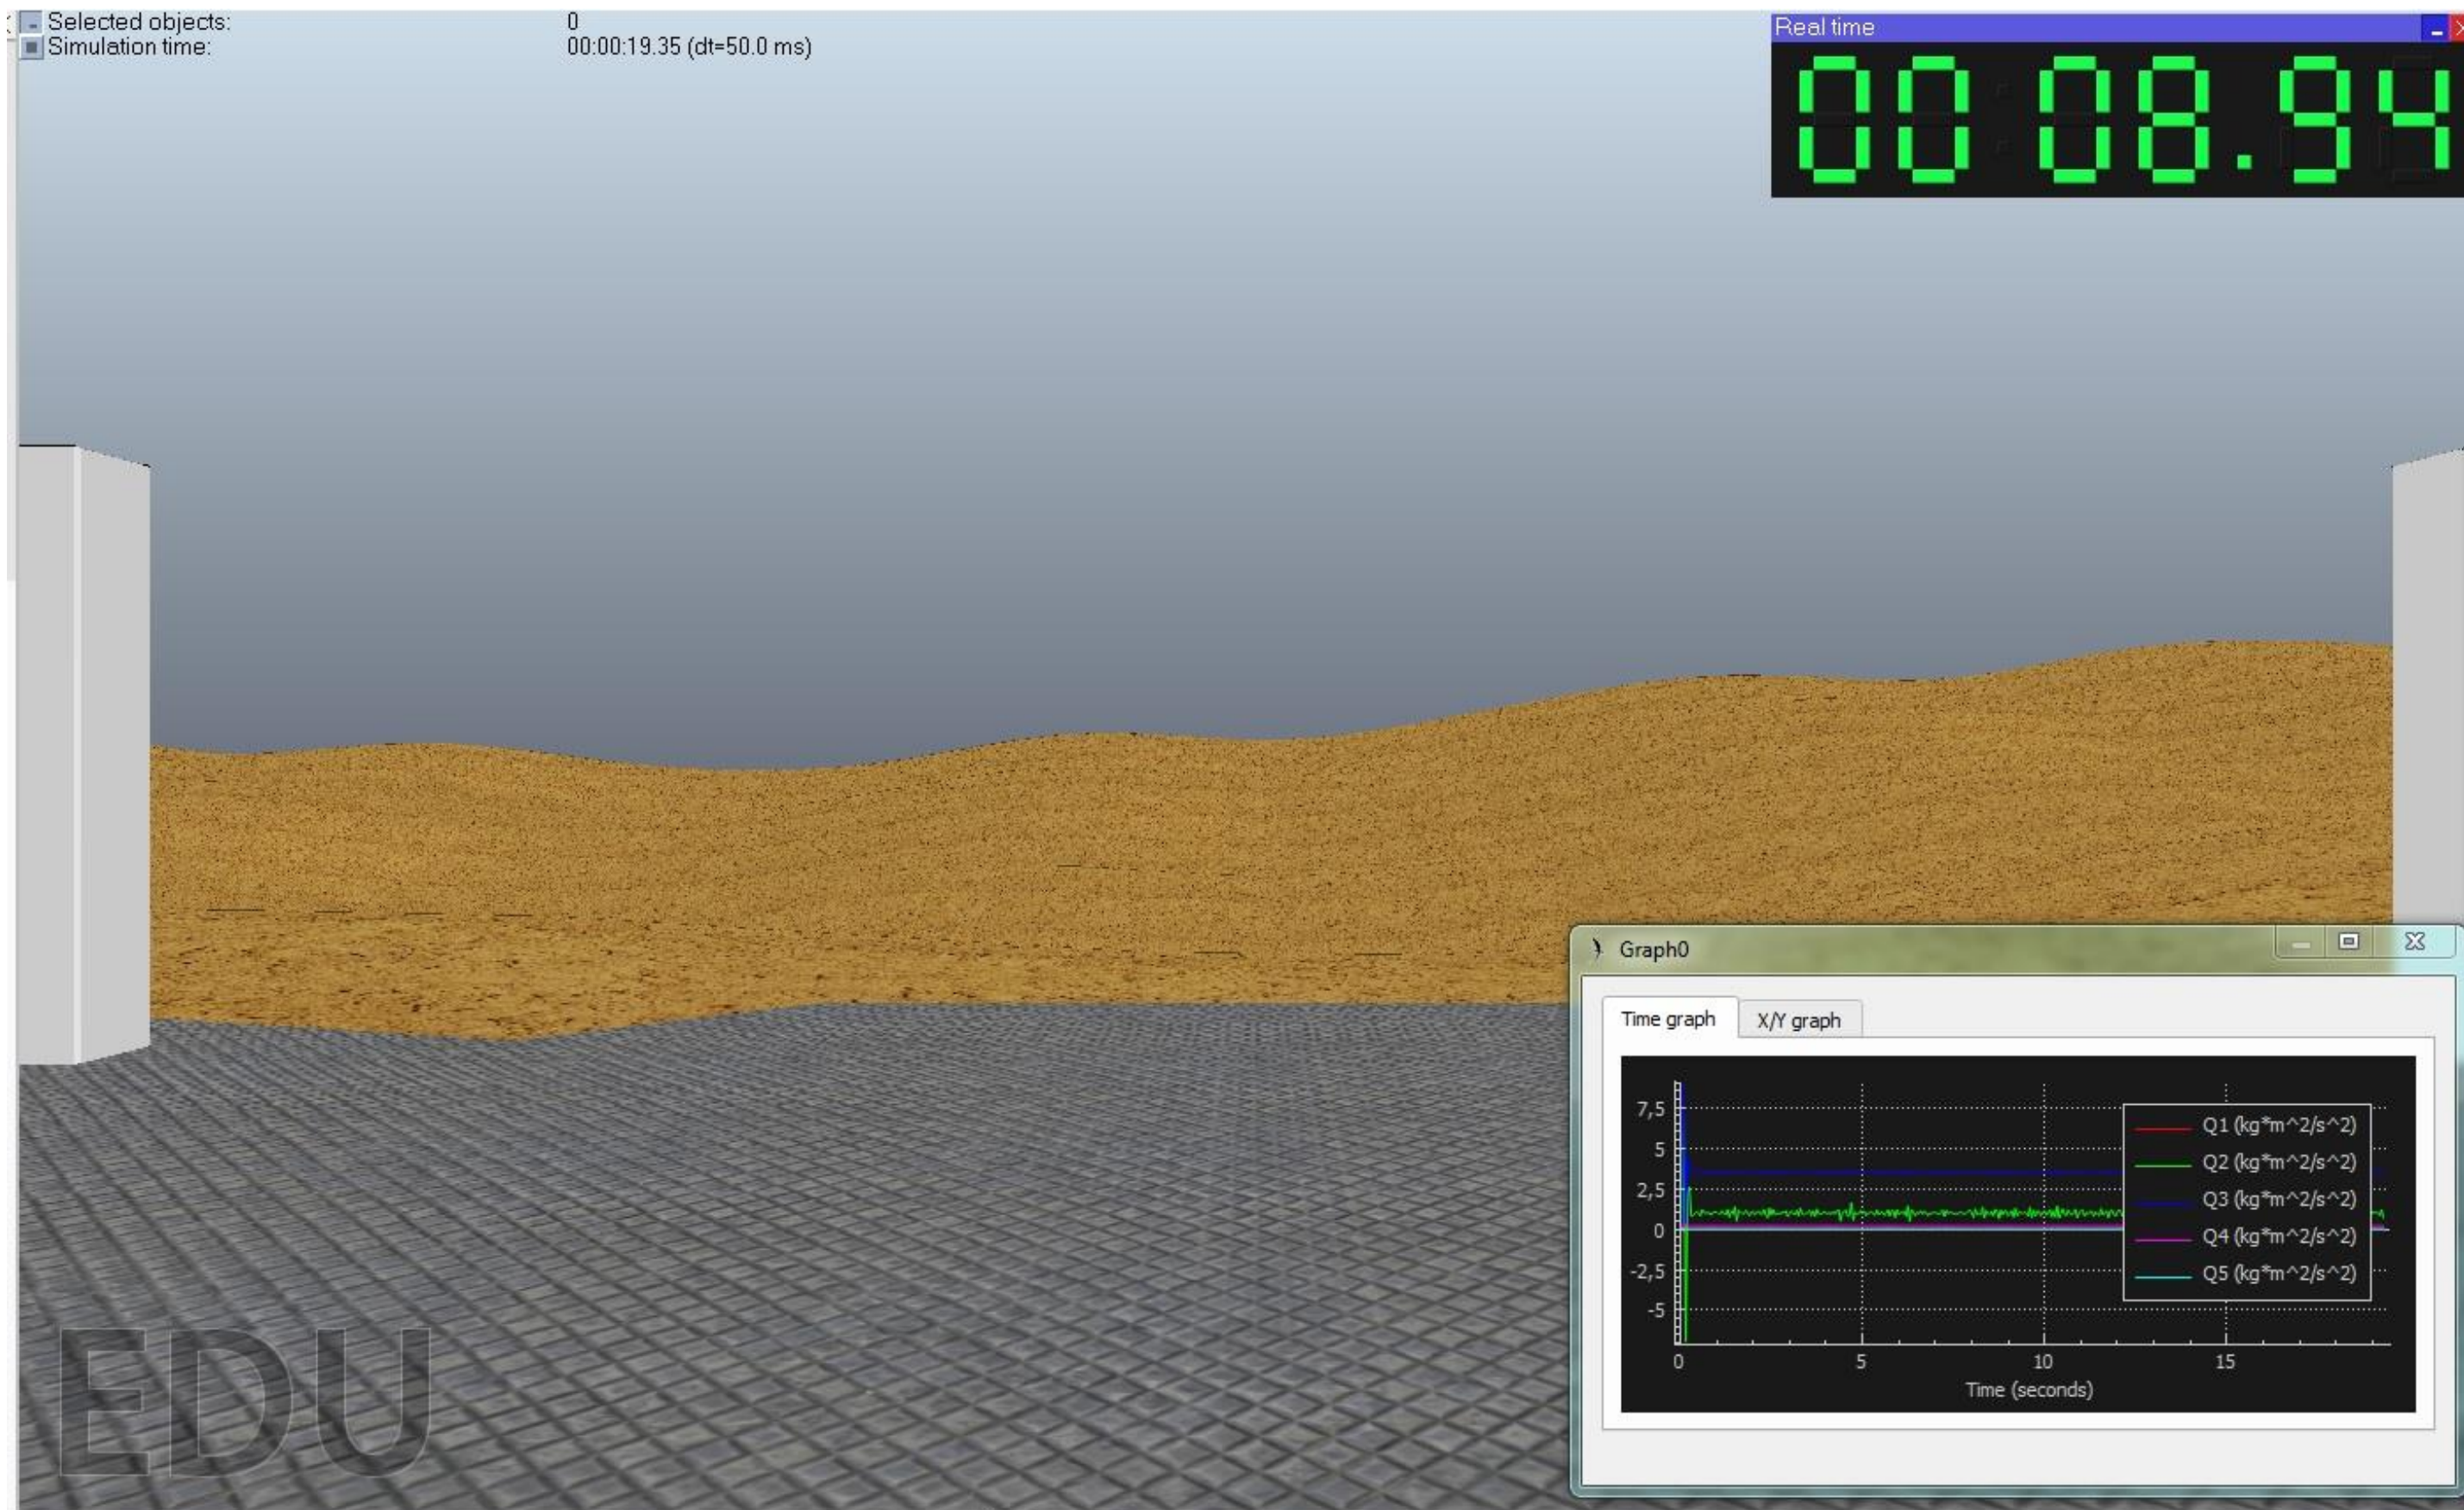 Selected objects: 0
Simulation time: 00:00:19.35 (dt=50.0 ms)
Real time
00:08.94
Graph0
Time graph X/Y graph
7,5
5
2,5
0
-2,5
-5
0 5 10 15
Time (seconds)
Q1 (kg*m^2/s^2)
Q2 (kg*m^2/s^2)
Q3 (kg*m^2/s^2)
Q4 (kg*m^2/s^2)
Q5 (kg*m^2/s^2)
EDU